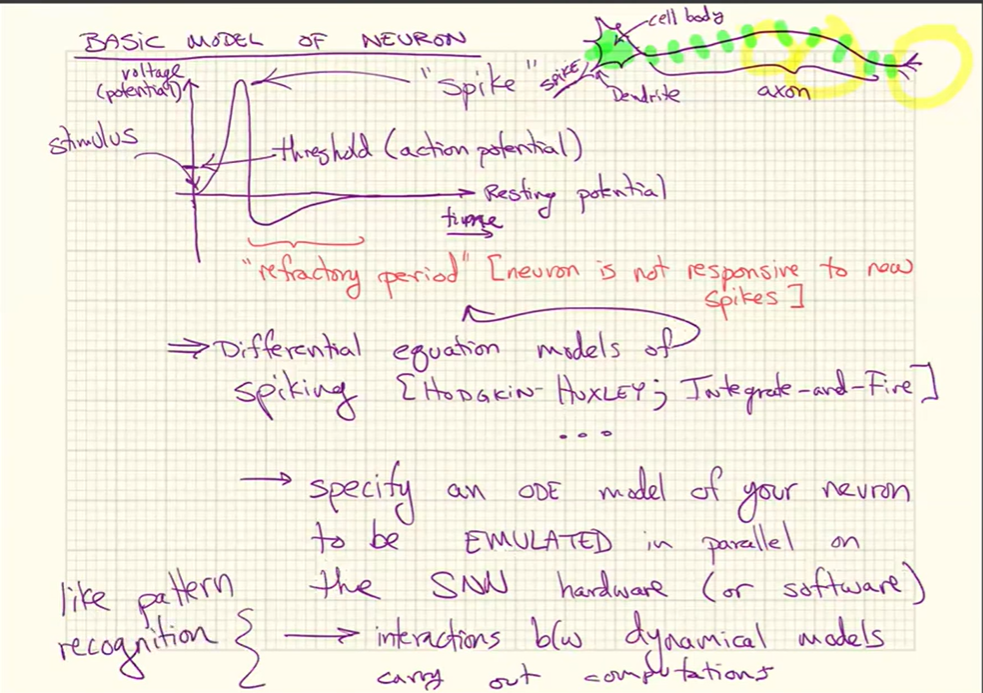 BASIC MODEL OF NEURON
cell body
voltage
(potential)
"spike"
spike
Dendrite
axon
stimulus
threshold (action potential)
Resting potential
time
"refractory period" [neuron is not responsive to new
spikes]
⇒ Differential equation models of
spiking [HODGKIN-HUXLEY; Integrate-and-Fire]
...
→ specify an ODE model of your neuron
to be EMULATED in parallel on
the SNN hardware (or software)
like pattern
recognition
→ interactions b/w dynamical models
carry out computations